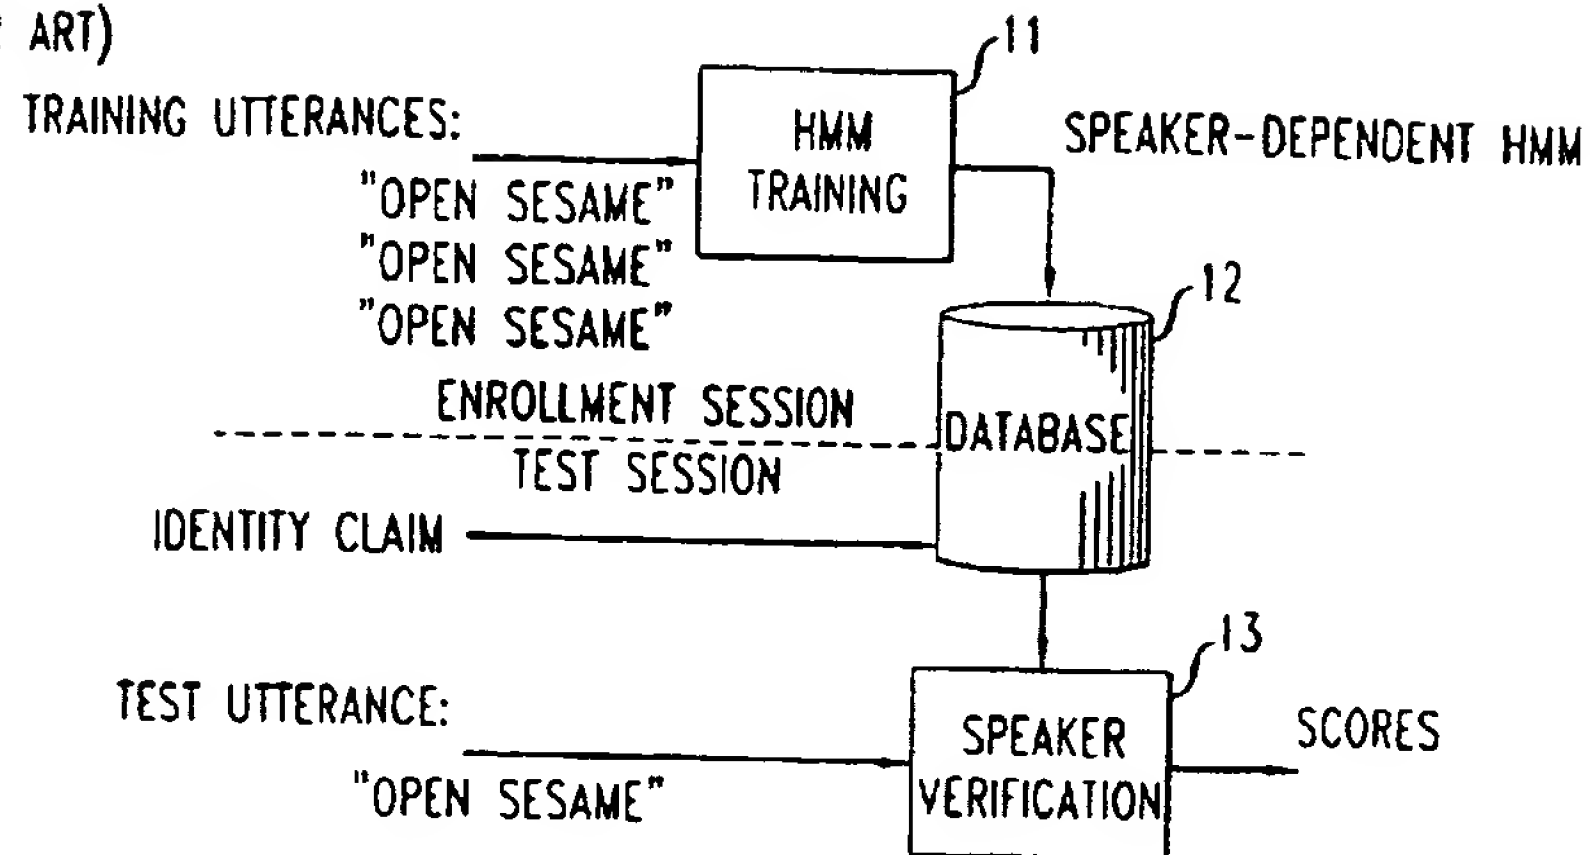 ART)
11
TRAINING UTTERANCES:
HMM
TRAINING
SPEAKER-DEPENDENT HMM
"OPEN SESAME"
"OPEN SESAME"
"OPEN SESAME"
12
ENROLLMENT SESSION
DATABASE
TEST SESSION
IDENTITY CLAIM
13
TEST UTTERANCE:
SPEAKER
VERIFICATION
SCORES
"OPEN SESAME"